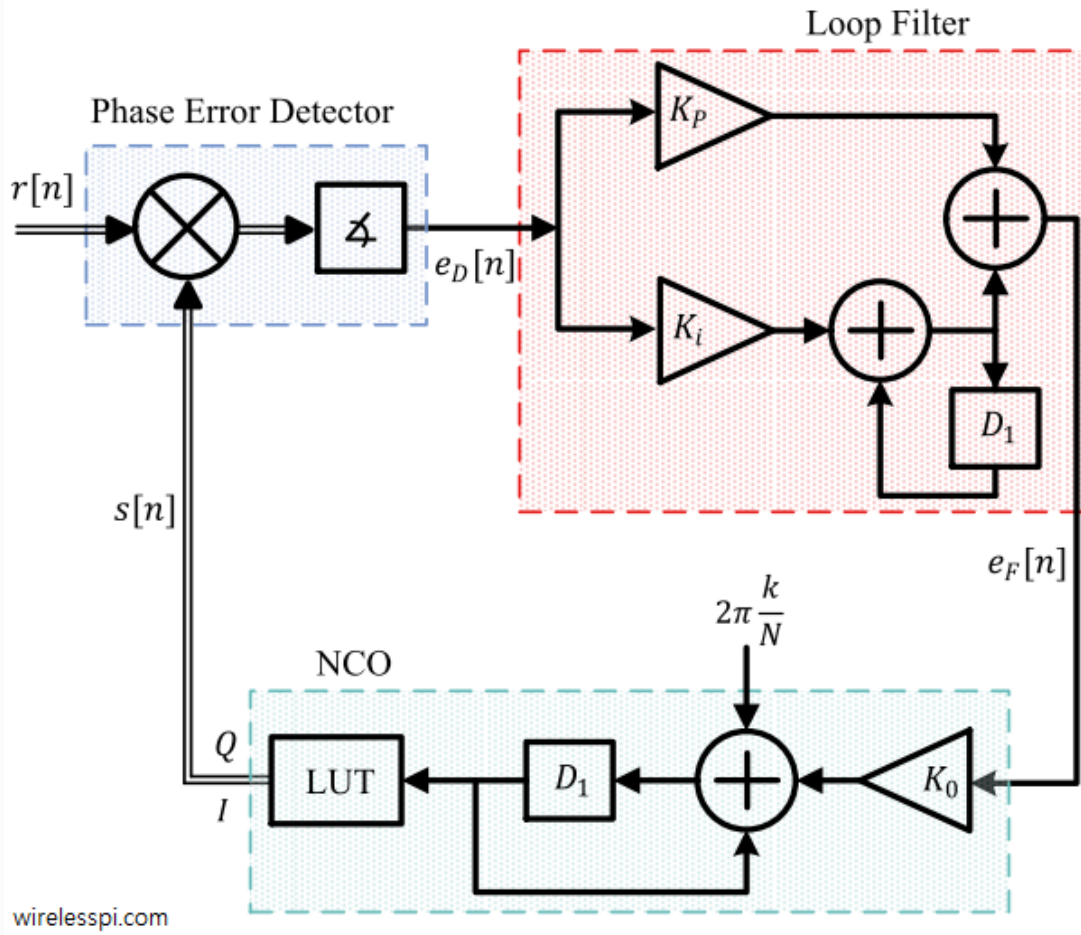 Loop Filter
Phase Error Detector
K_P
r[n]
∡
e_D[n]
K_i
D_1
s[n]
e_F[n]
2π k/N
NCO
Q
I
LUT
D_1
K_0
wirelesspi.com